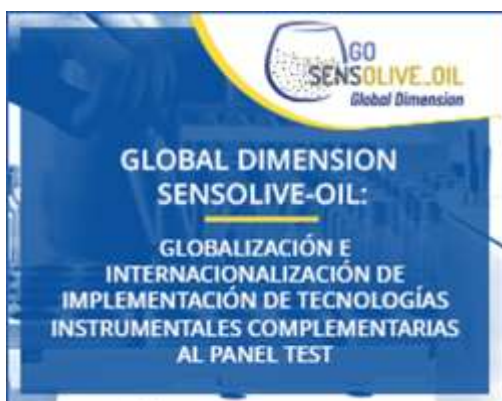 GO
SENSOLIVE_OIL
Global Dimension
GLOBAL DIMENSION
SENSOLIVE-OIL:
GLOBALIZACIÓN E
INTERNACIONALIZACIÓN DE
IMPLEMENTACIÓN DE TECNOLOGÍAS
INSTRUMENTALES COMPLEMENTARIAS
AL PANEL TEST